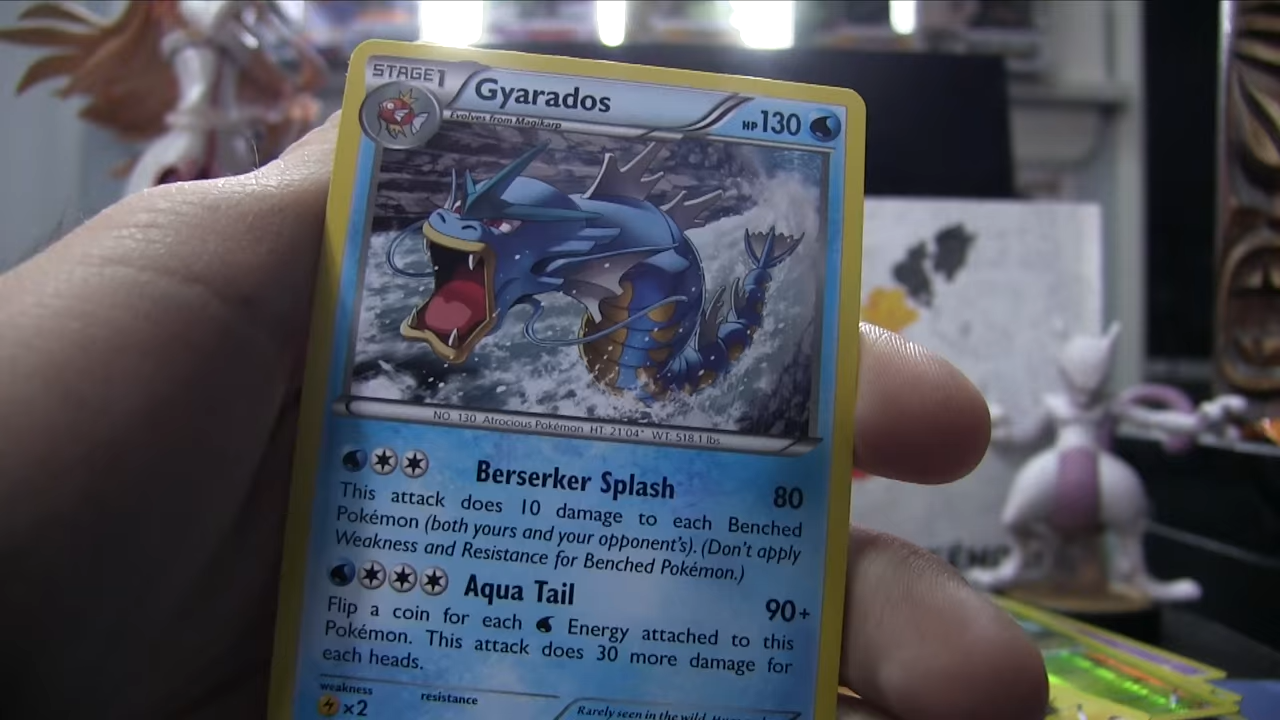 STAGE1
Gyarados
HP 130
Evolves from Magikarp
NO. 130 Atrocious Pokémon HT: 21'04" WT: 518.1 lbs
Berserker Splash 80
This attack does 10 damage to each Benched
Pokémon (both yours and your opponent's). (Don't apply
Weakness and Resistance for Benched Pokémon.)
Aqua Tail 90+
Flip a coin for each Energy attached to this
Pokémon. This attack does 30 more damage for
each heads.
weakness resistance
x2
Rarely seen in the wild.